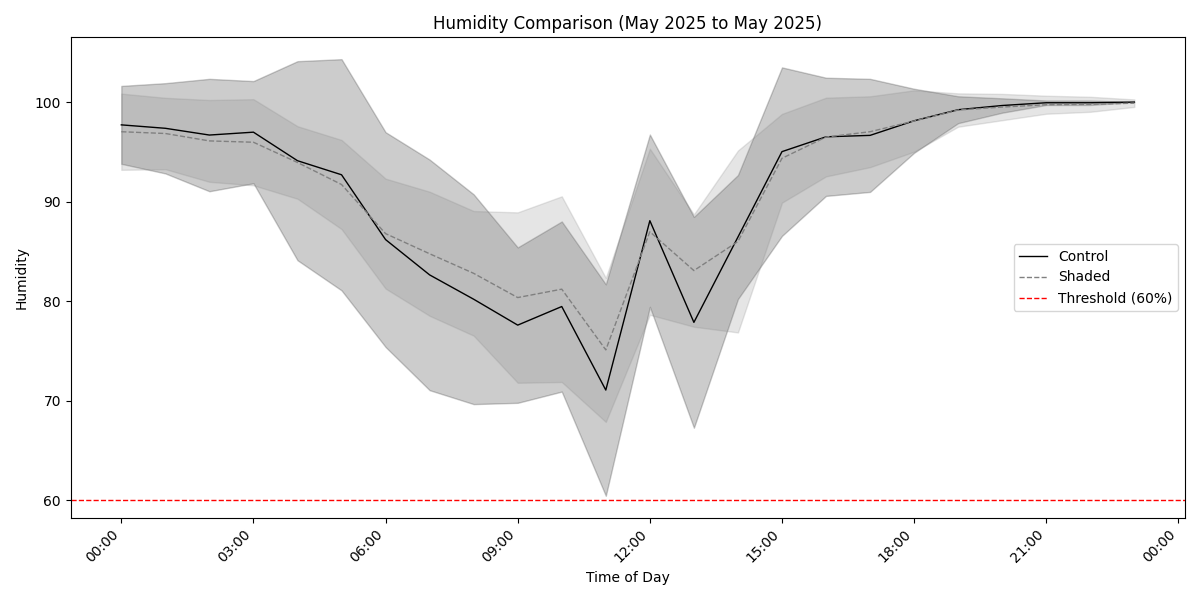 Humidity Comparison (May 2025 to May 2025)
Humidity
100
90
80
70
60
Control
Shaded
Threshold (60%)
00:00
03:00
06:00
09:00
12:00
15:00
18:00
21:00
00:00
Time of Day